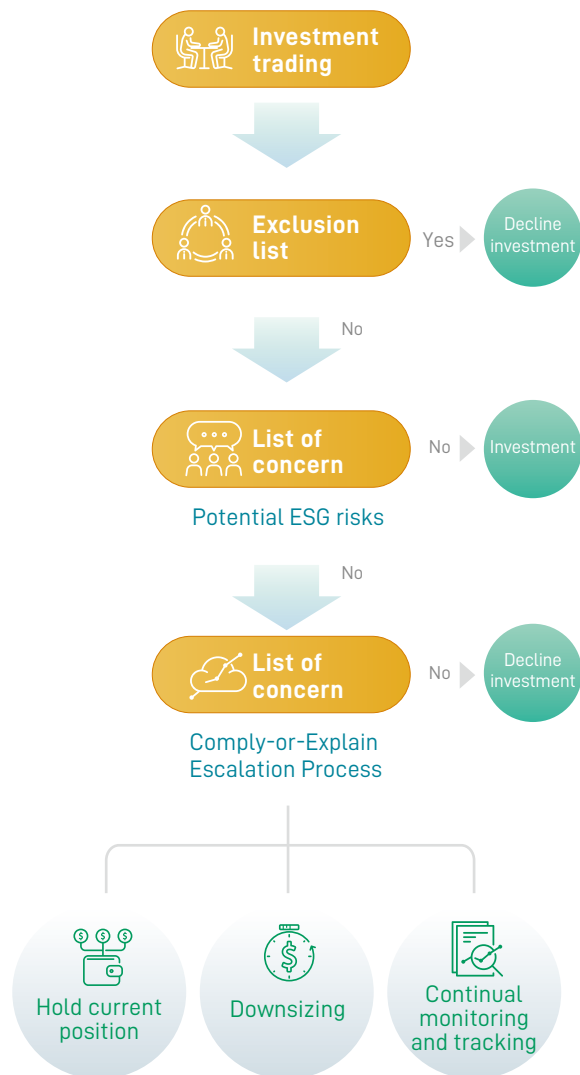 Investment
trading
Exclusion
list
Yes
Decline
investment
No
List of
concern
No
Investment
Potential ESG risks
No
List of
concern
No
Decline
investment
Comply-or-Explain
Escalation Process
Hold current
position
Downsizing
Continual
monitoring
and tracking